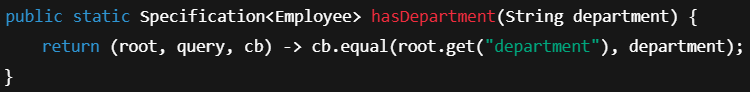 public static Specification<Employee> hasDepartment(String department) {
    return (root, query, cb) -> cb.equal(root.get("department"), department);
}